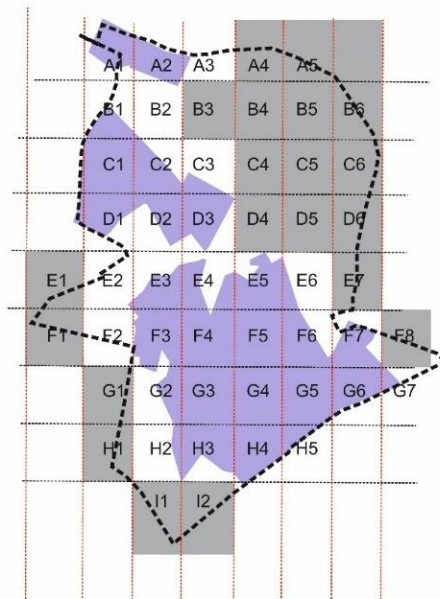 A1 A2 A3 A4 A5
B1 B2 B3 B4 B5 B6
C1 C2 C3 C4 C5 C6
D1 D2 D3 D4 D5 D6
E1 E2 E3 E4 E5 E6 E7
F1 F2 F3 F4 F5 F6 F7 F8
G1 G2 G3 G4 G5 G6 G7
H1 H2 H3 H4 H5
I1 I2